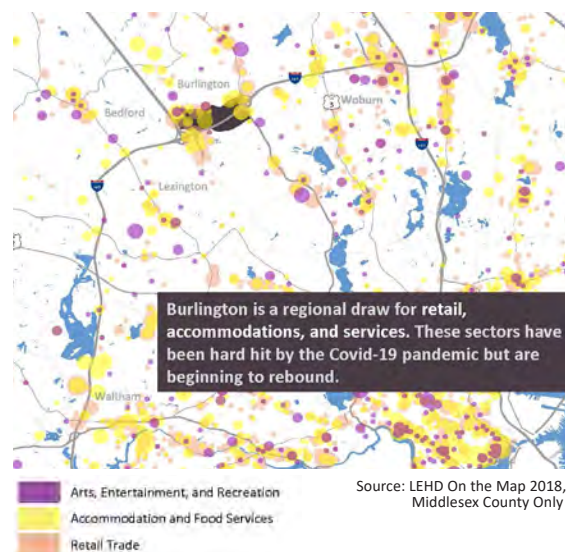 Burlington
Woburn
3
Bedford
Lexington
Burlington is a regional draw for retail,
accommodations, and services. These sectors have
been hard hit by the Covid-19 pandemic but are
beginning to rebound.
Waltham
Arts, Entertainment, and Recreation
Accommodation and Food Services
Retail Trade
Source: LEHD On the Map 2018,
Middlesex County Only